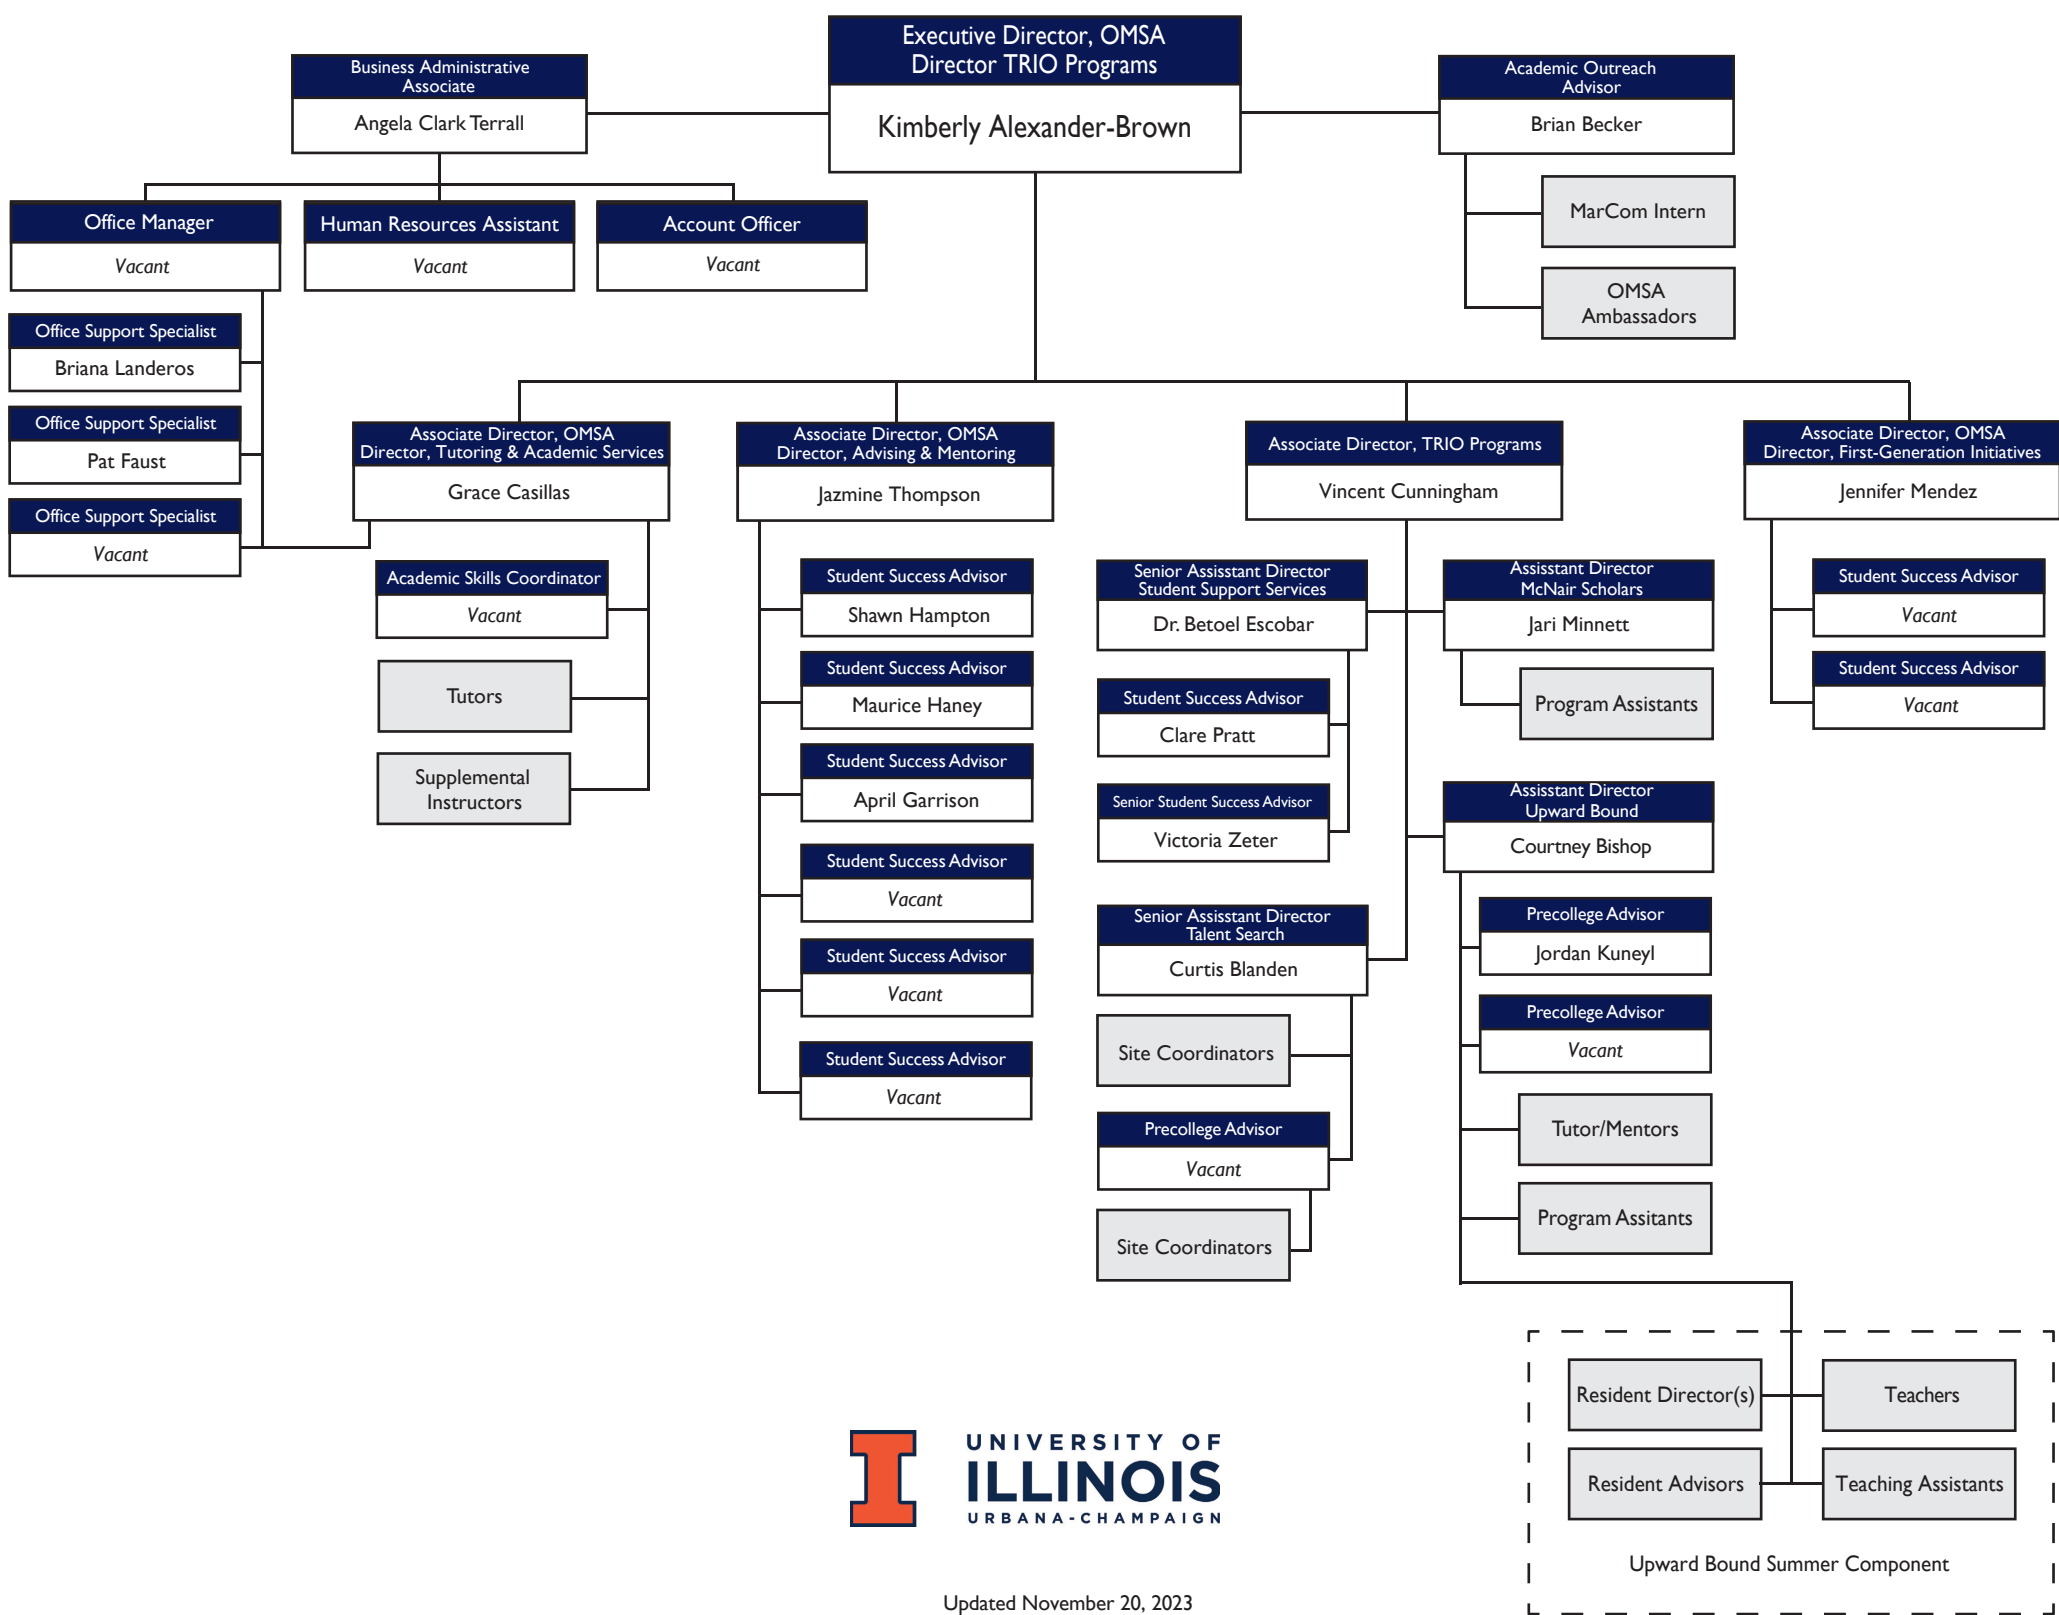 Executive Director, OMSA
Director TRIO Programs
Kimberly Alexander-Brown
Business Administrative
Associate
Angela Clark Terrall
Academic Outreach
Advisor
Brian Becker
MarCom Intern
OMSA
Ambassadors
Office Manager
Vacant
Human Resources Assistant
Vacant
Account Officer
Vacant
Office Support Specialist
Briana Landeros
Office Support Specialist
Pat Faust
Office Support Specialist
Vacant
Associate Director, OMSA
Director, Tutoring & Academic Services
Grace Casillas
Academic Skills Coordinator
Vacant
Tutors
Supplemental
Instructors
Associate Director, OMSA
Director, Advising & Mentoring
Jazmine Thompson
Student Success Advisor
Shawn Hampton
Student Success Advisor
Maurice Haney
Student Success Advisor
April Garrison
Student Success Advisor
Vacant
Student Success Advisor
Vacant
Student Success Advisor
Vacant
Associate Director, TRIO Programs
Vincent Cunningham
Senior Assisstant Director
Student Support Services
Dr. Betoel Escobar
Student Success Advisor
Clare Pratt
Senior Student Success Advisor
Victoria Zeter
Senior Assisstant Director
Talent Search
Curtis Blanden
Site Coordinators
Precollege Advisor
Vacant
Site Coordinators
Assisstant Director
McNair Scholars
Jari Minnett
Program Assistants
Assisstant Director
Upward Bound
Courtney Bishop
Precollege Advisor
Jordan Kuneyl
Precollege Advisor
Vacant
Tutor/Mentors
Program Assitants
Resident Director(s)
Teachers
Resident Advisors
Teaching Assistants
Upward Bound Summer Component
Associate Director, OMSA
Director, First-Generation Initiatives
Jennifer Mendez
Student Success Advisor
Vacant
Student Success Advisor
Vacant
UNIVERSITY OF
ILLINOIS
URBANA-CHAMPAIGN
Updated November 20, 2023